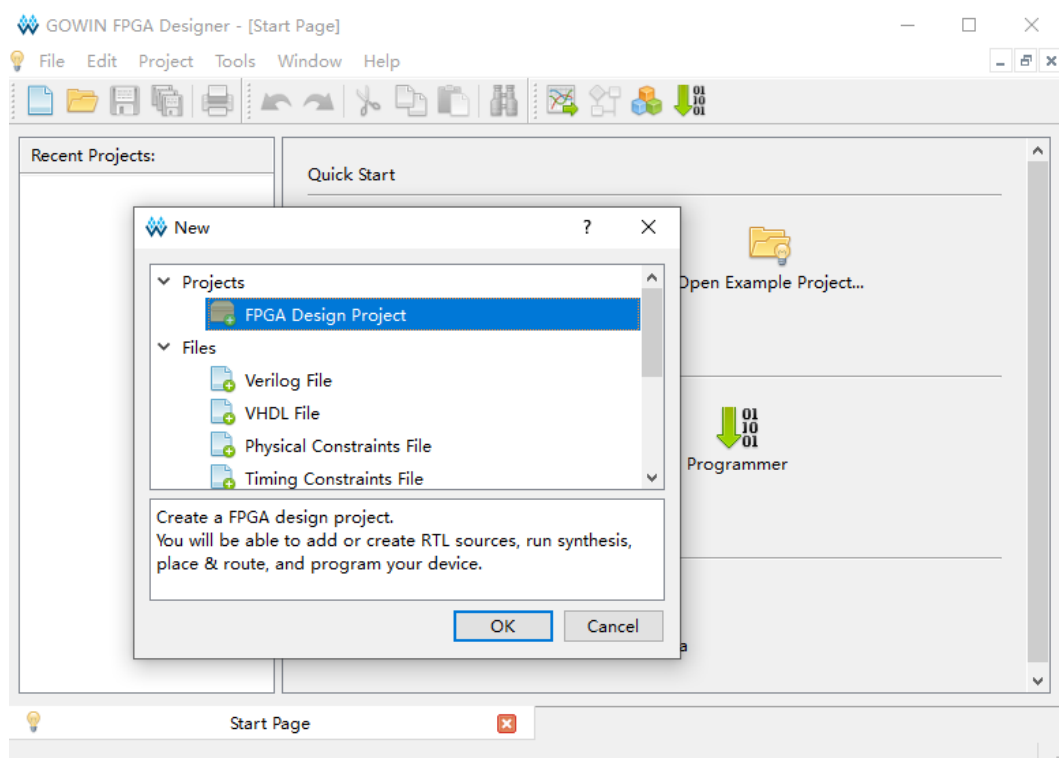 GOWIN FPGA Designer - [Start Page]
File Edit Project Tools Window Help
01
10
01
Recent Projects:
Quick Start
New
?
Projects
FPGA Design Project
Files
Verilog File
VHDL File
Physical Constraints File
Timing Constraints File
Open Example Project...
01
10
01
Programmer
Create a FPGA design project.
You will be able to add or create RTL sources, run synthesis,
place & route, and program your device.
OK Cancel
Start Page